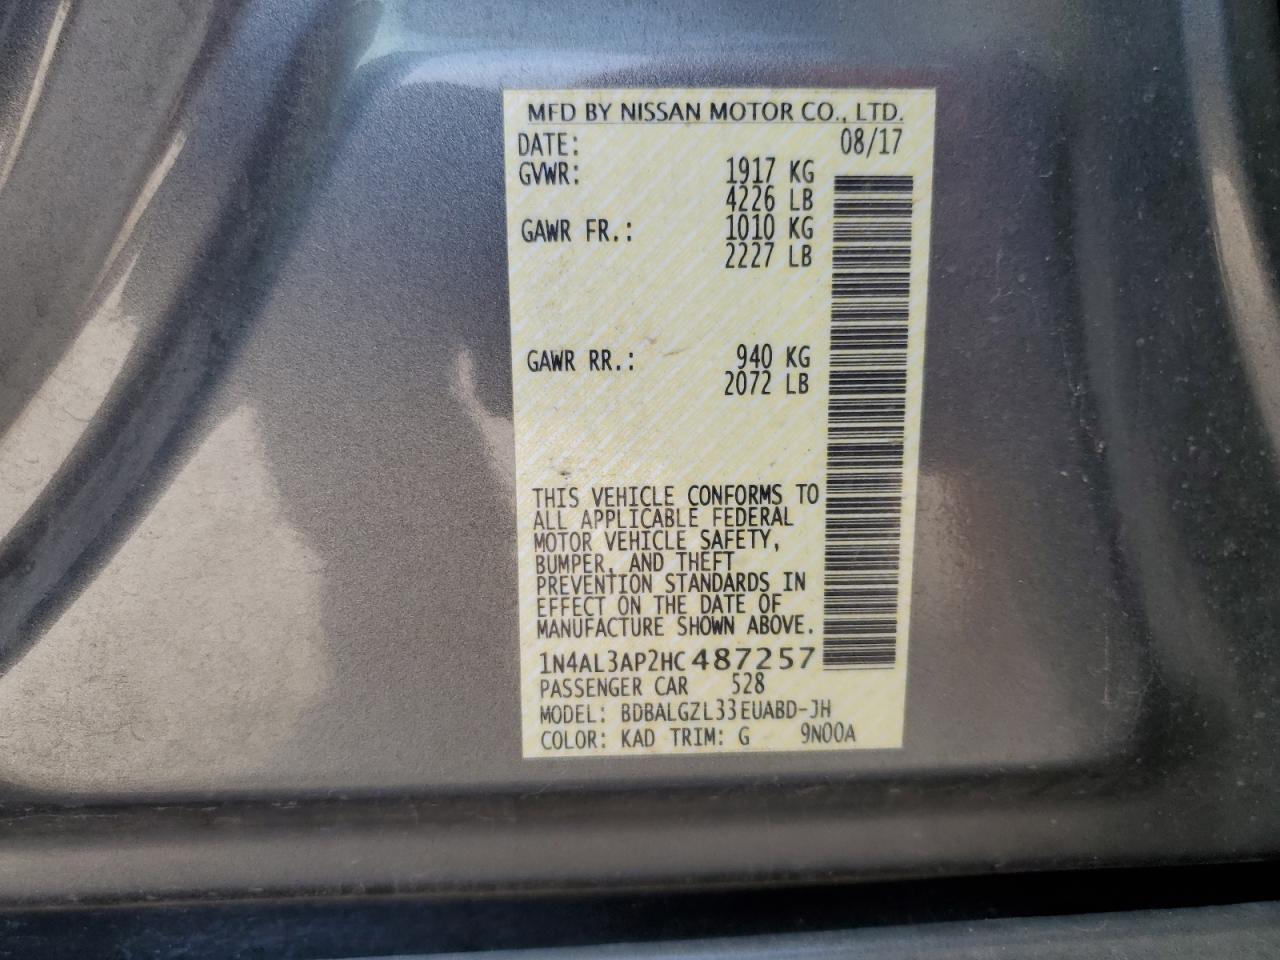 MFD BY NISSAN MOTOR CO., LTD.
DATE: 08/17
GVWR: 1917 KG
4226 LB
GAWR FR.: 1010 KG
2227 LB
GAWR RR.: 940 KG
2072 LB
THIS VEHICLE CONFORMS TO
ALL APPLICABLE FEDERAL
MOTOR VEHICLE SAFETY,
BUMPER, AND THEFT
PREVENTION STANDARDS IN
EFFECT ON THE DATE OF
MANUFACTURE SHOWN ABOVE.
1N4AL3AP2HC487257
PASSENGER CAR 528
MODEL: BDBALGZL33EUABD-JH
COLOR: KAD TRIM: G 9N00A